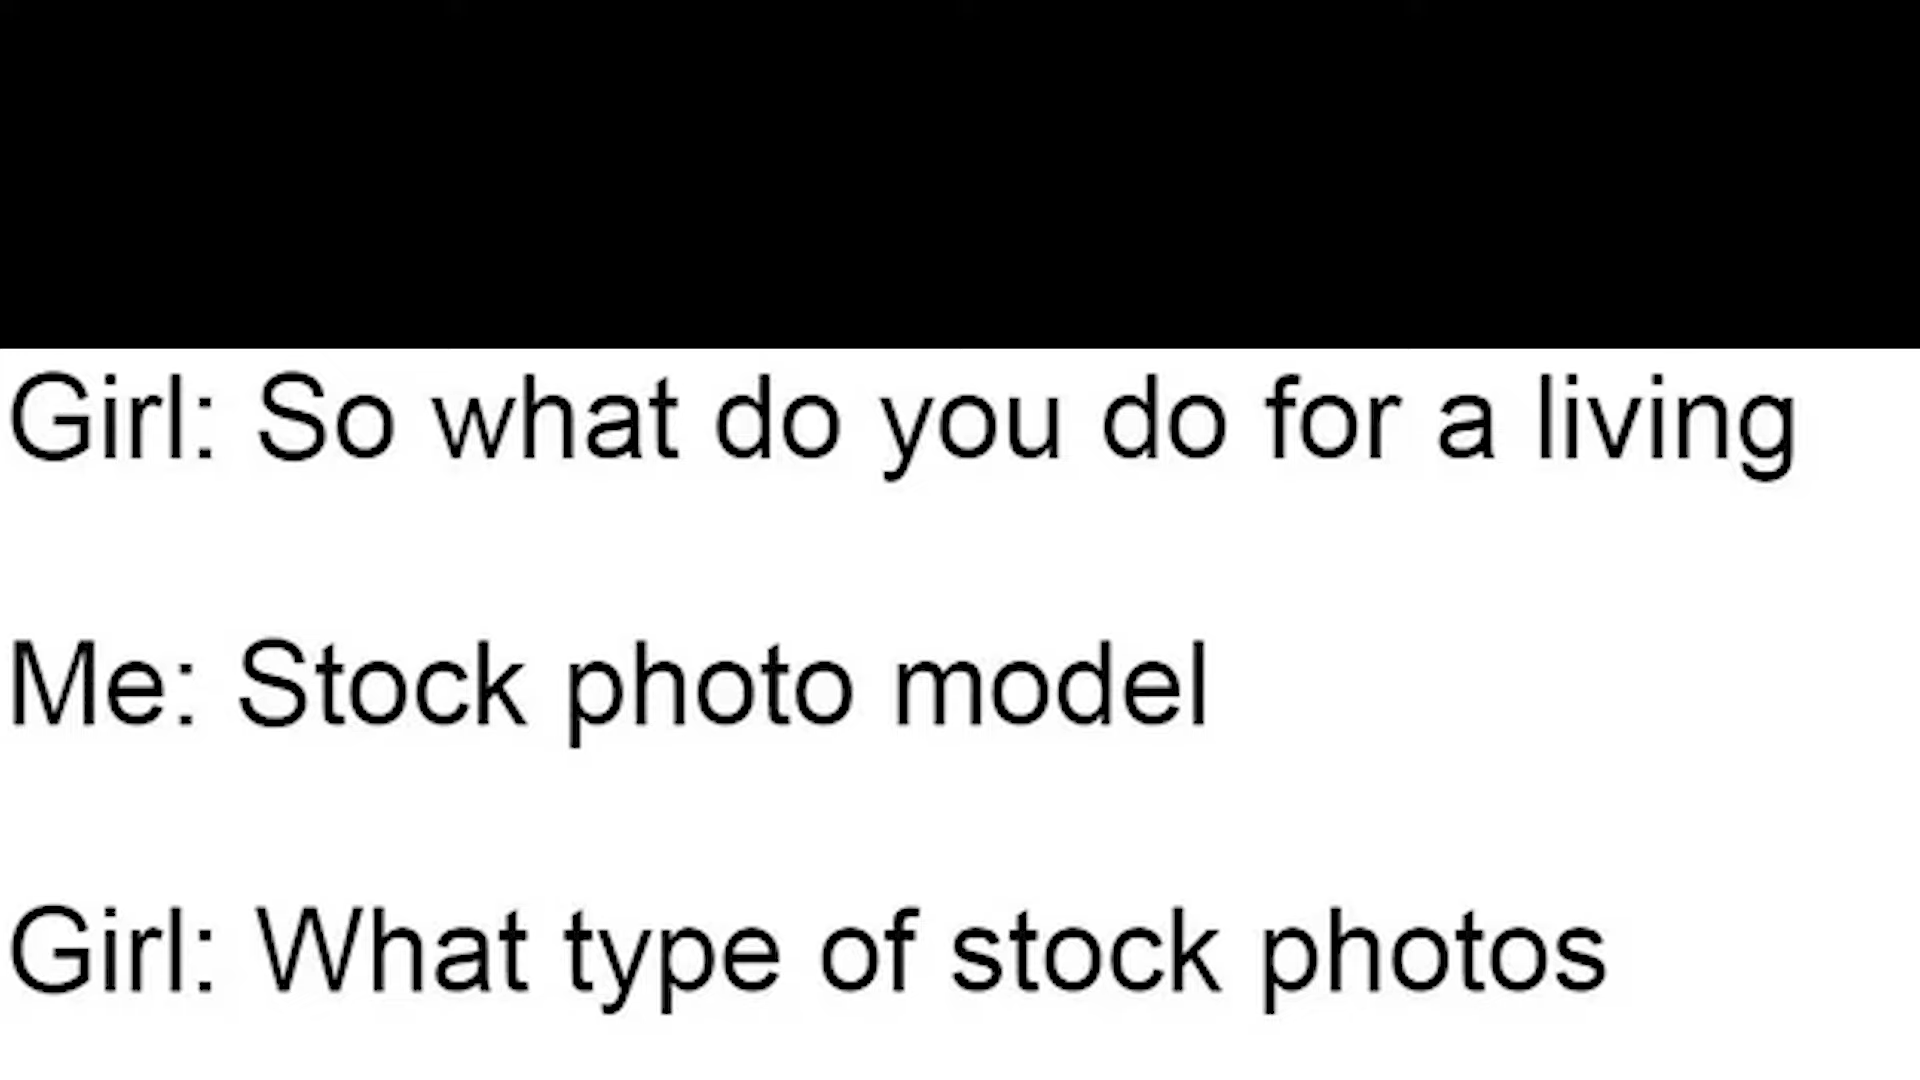 Girl: So what do you do for a living
Me: Stock photo model
Girl: What type of stock photos